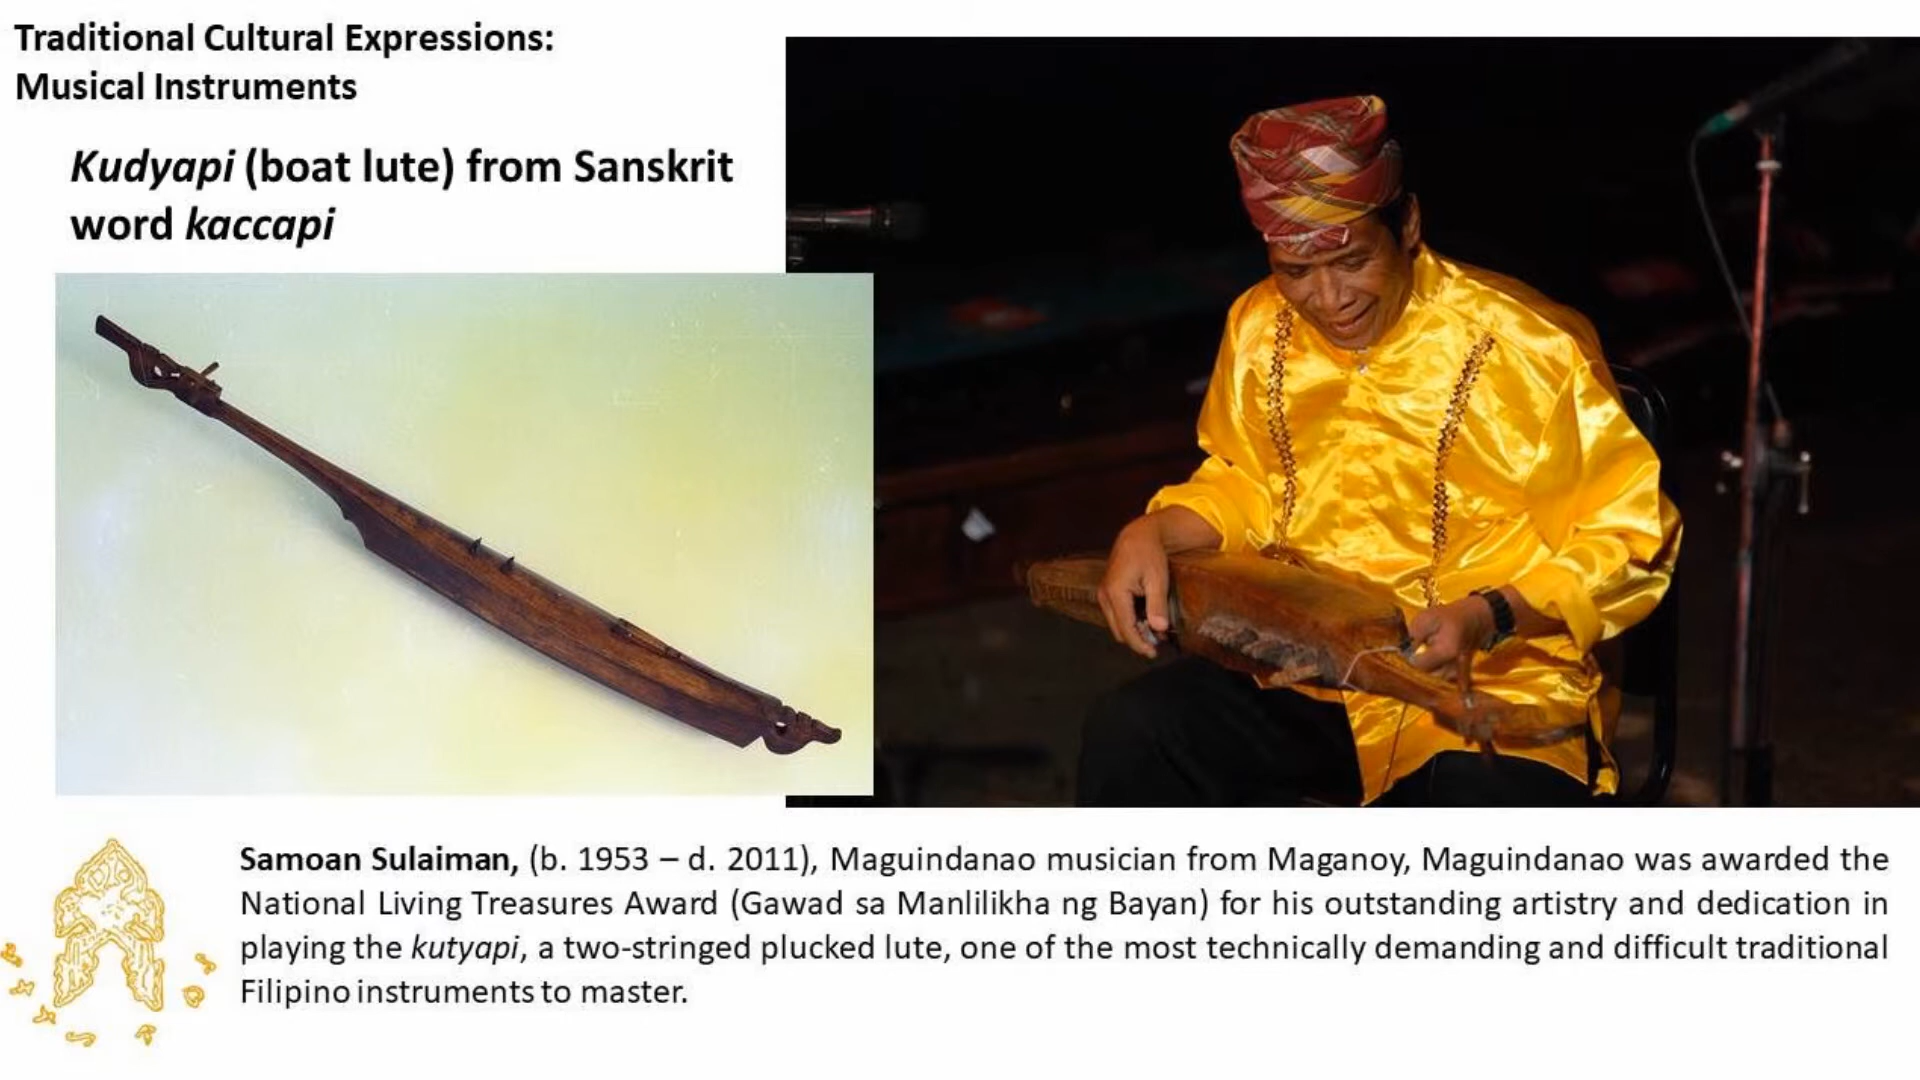 Traditional Cultural Expressions:
Musical Instruments
Kudyapi (boat lute) from Sanskrit
word kaccapi
Samoan Sulaiman, (b. 1953 – d. 2011), Maguindanao musician from Maganoy, Maguindanao was awarded the
National Living Treasures Award (Gawad sa Manlilikha ng Bayan) for his outstanding artistry and dedication in
playing the kutyapi, a two-stringed plucked lute, one of the most technically demanding and difficult traditional
Filipino instruments to master.